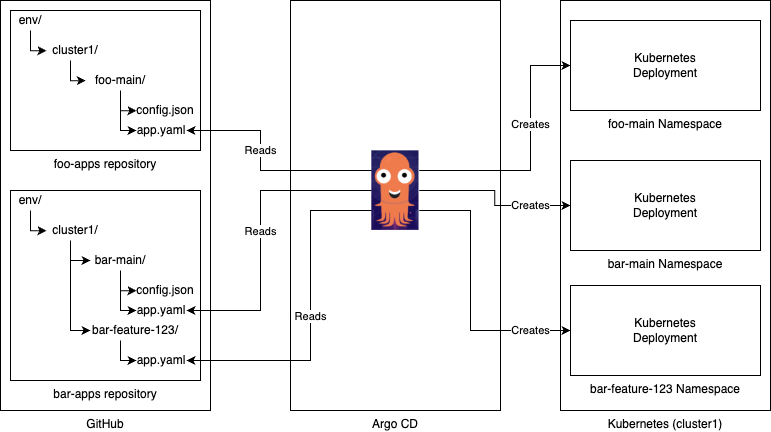 env/
cluster1/
foo-main/
config.json
app.yaml
foo-apps repository
env/
cluster1/
bar-main/
config.json
app.yaml
bar-feature-123/
app.yaml
bar-apps repository
GitHub
Reads
Reads
Reads
Argo CD
Creates
Creates
Creates
Kubernetes
Deployment
foo-main Namespace
Kubernetes
Deployment
bar-main Namespace
Kubernetes
Deployment
bar-feature-123 Namespace
Kubernetes (cluster1)